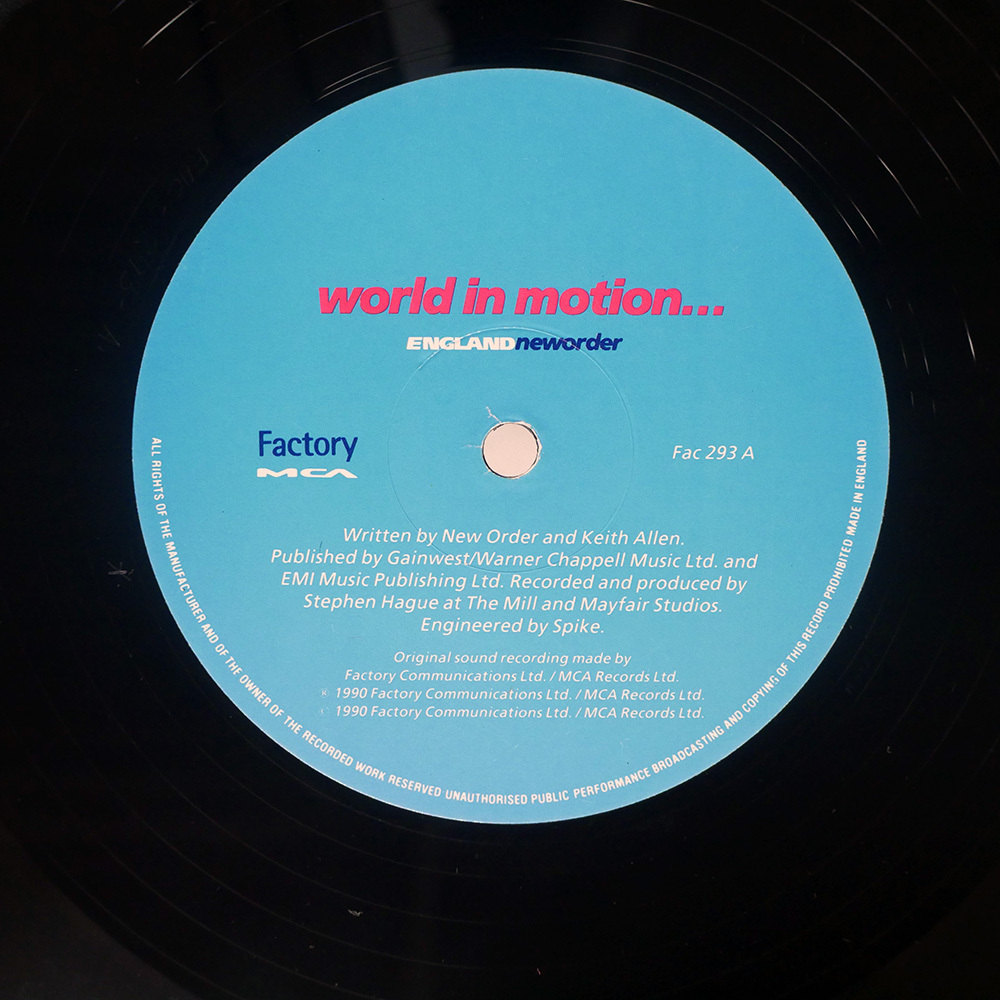 world in motion...
ENGLANDneworder
Factory
MCA
Fac 293 A
Written by New Order and Keith Allen.
Published by Gainwest/Warner Chappell Music Ltd. and
EMI Music Publishing Ltd. Recorded and produced by
Stephen Hague at The Mill and Mayfair Studios.
Engineered by Spike.
Original sound recording made by
Factory Communications Ltd. / MCA Records Ltd.
℗ 1990 Factory Communications Ltd. / MCA Records Ltd.
© 1990 Factory Communications Ltd. / MCA Records Ltd.
ALL RIGHTS OF THE MANUFACTURER AND OF THE OWNER OF THE RECORDED WORK RESERVED UNAUTHORISED PUBLIC PERFORMANCE BROADCASTING AND COPYING OF THIS RECORD PROHIBITED MADE IN ENGLAND